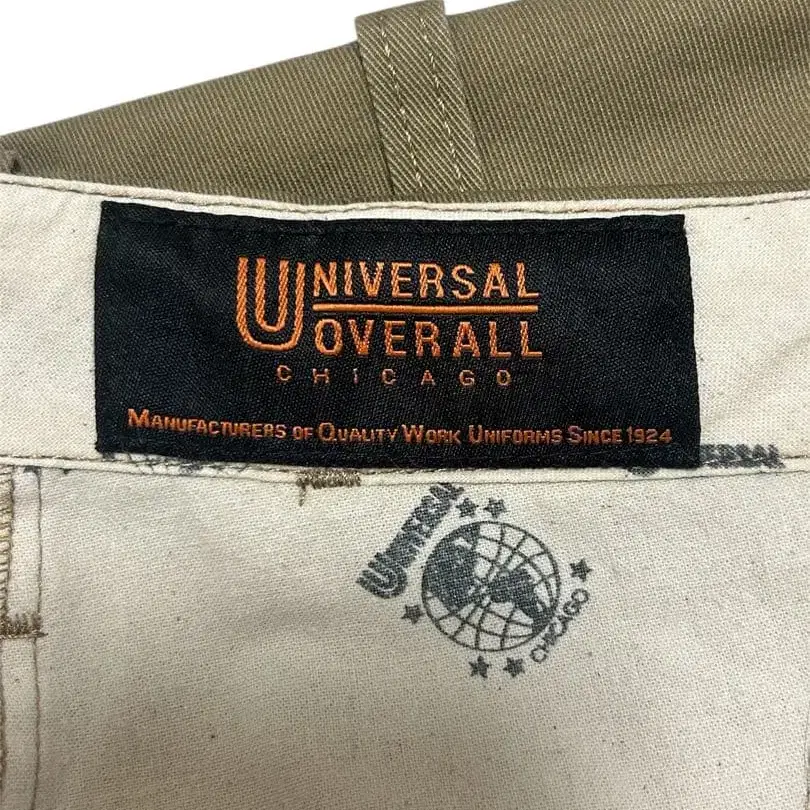 UNIVERSAL
OVERALL
CHICAGO
MANUFACTURERS OF QUALITY WORK UNIFORMS SINCE 1924
UNIVERSAL
CHICAGO